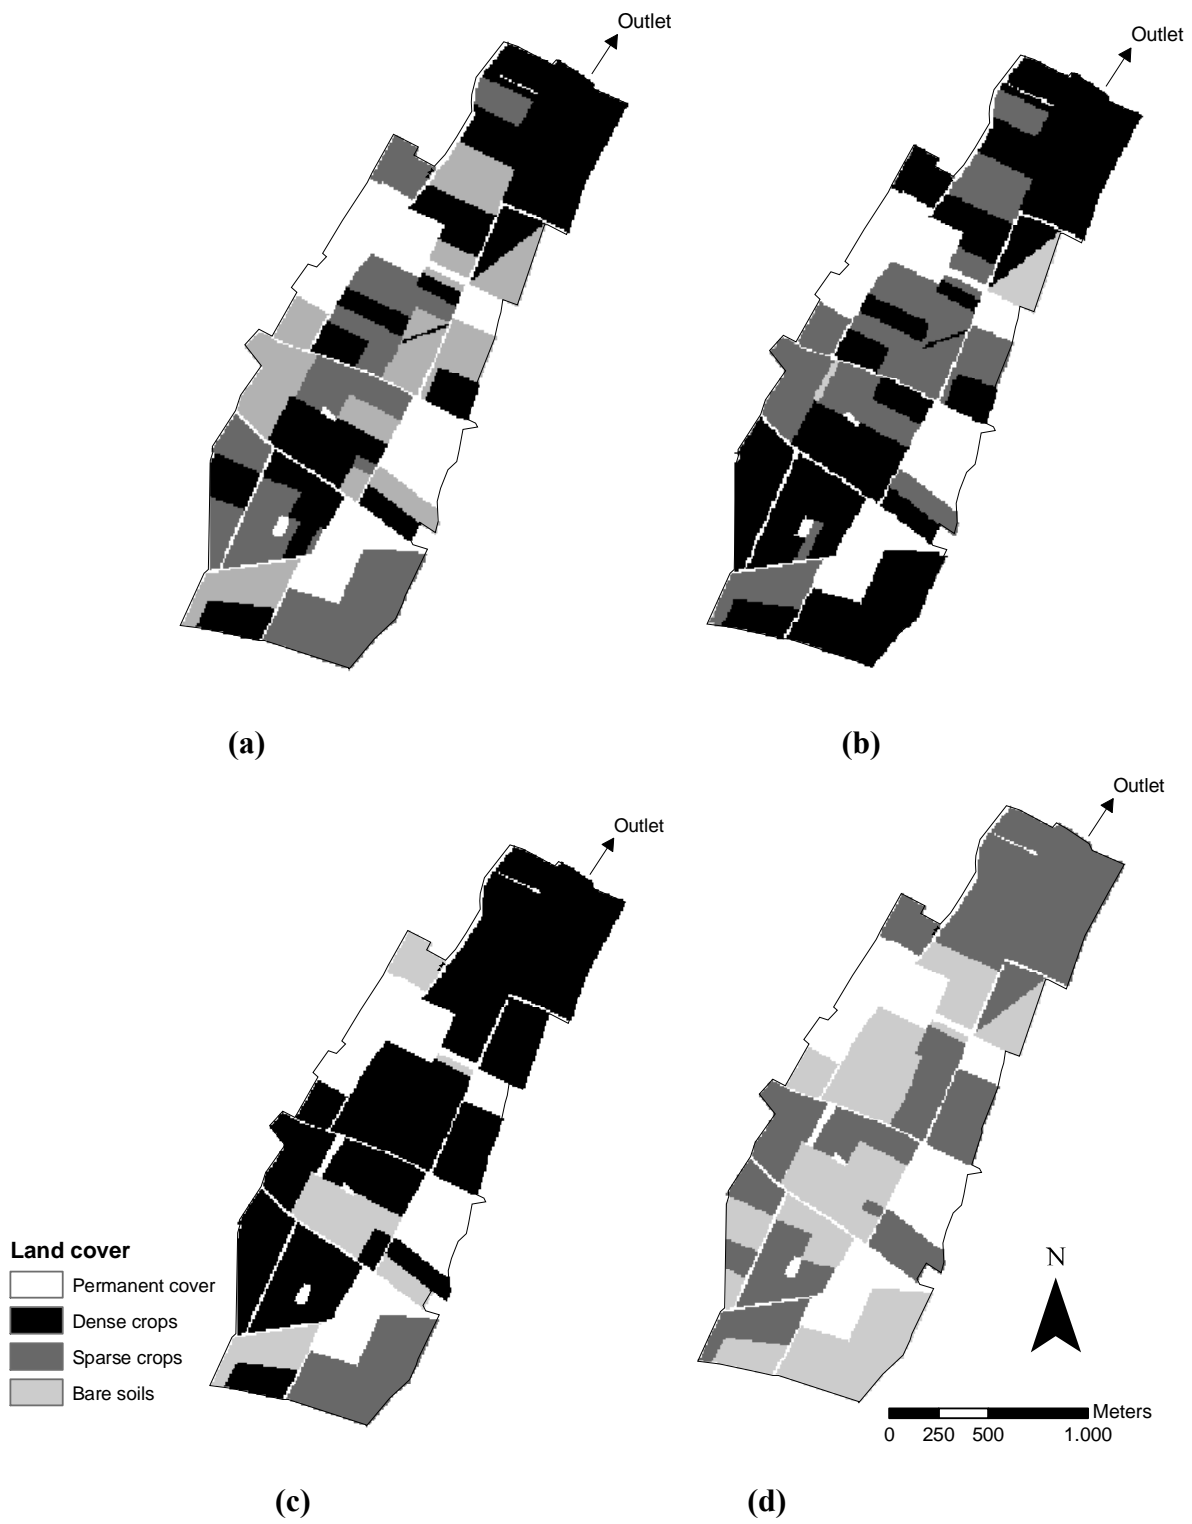 Outlet
Outlet
(a)
(b)
Outlet
Outlet
Land cover
Permanent cover
Dense crops
Sparse crops
Bare soils
N
Meters
0 250 500 1.000
(c)
(d)